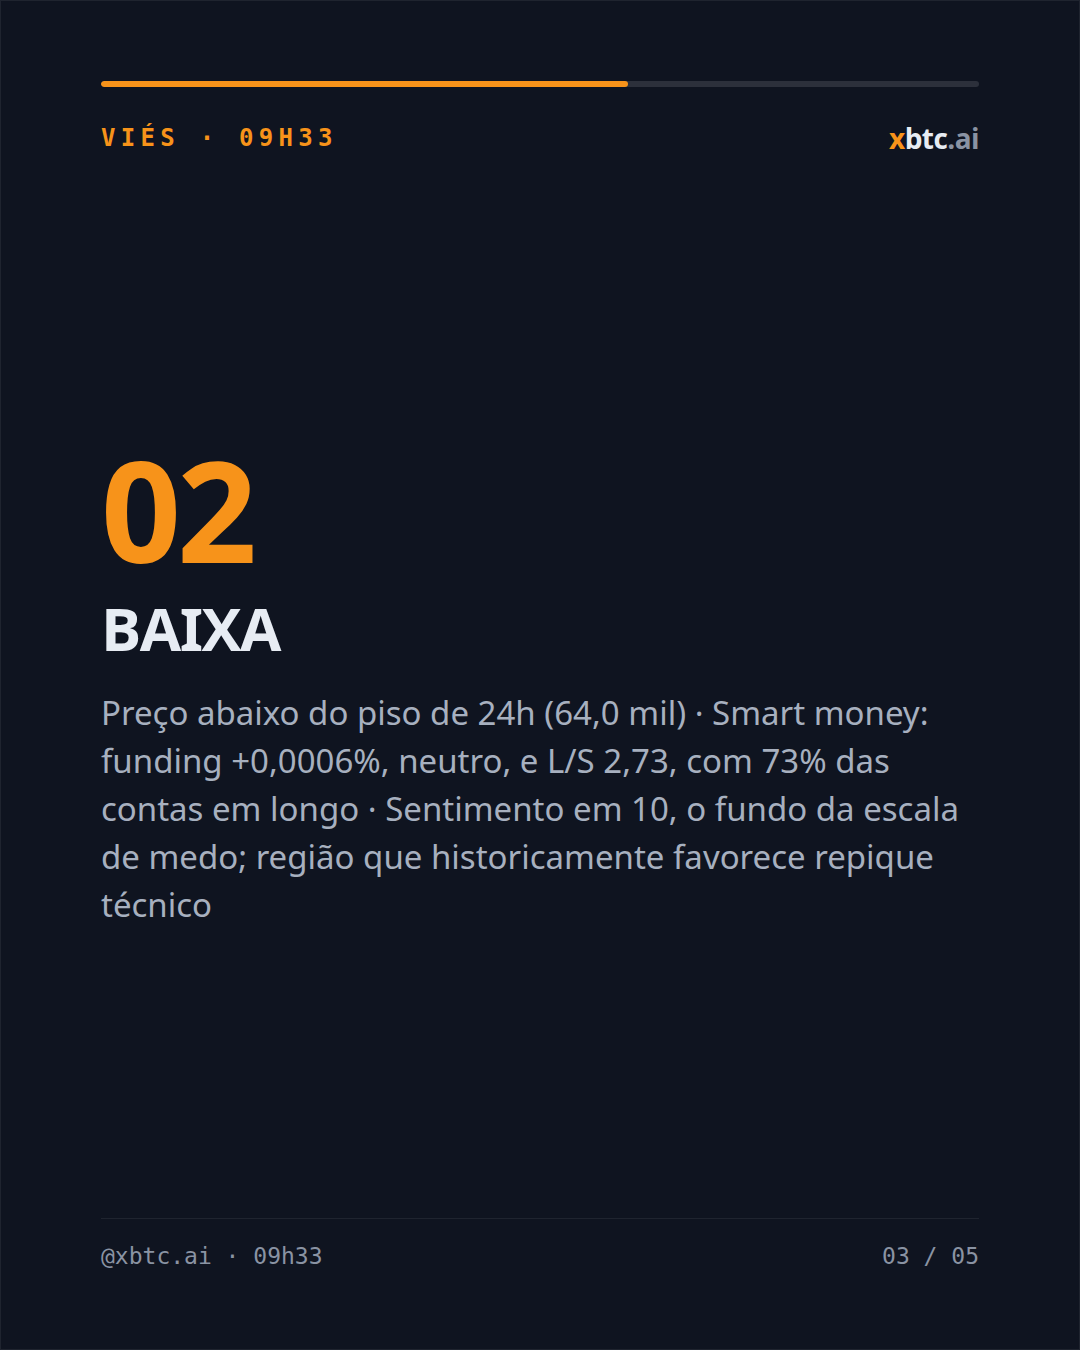 VIÉS · 09H33
xbtc.ai
02
BAIXA
Preço abaixo do piso de 24h (64,0 mil) · Smart money:
funding +0,0006%, neutro, e L/S 2,73, com 73% das
contas em longo · Sentimento em 10, o fundo da escala
de medo; região que historicamente favorece repique
técnico
@xbtc.ai · 09h33
03 / 05